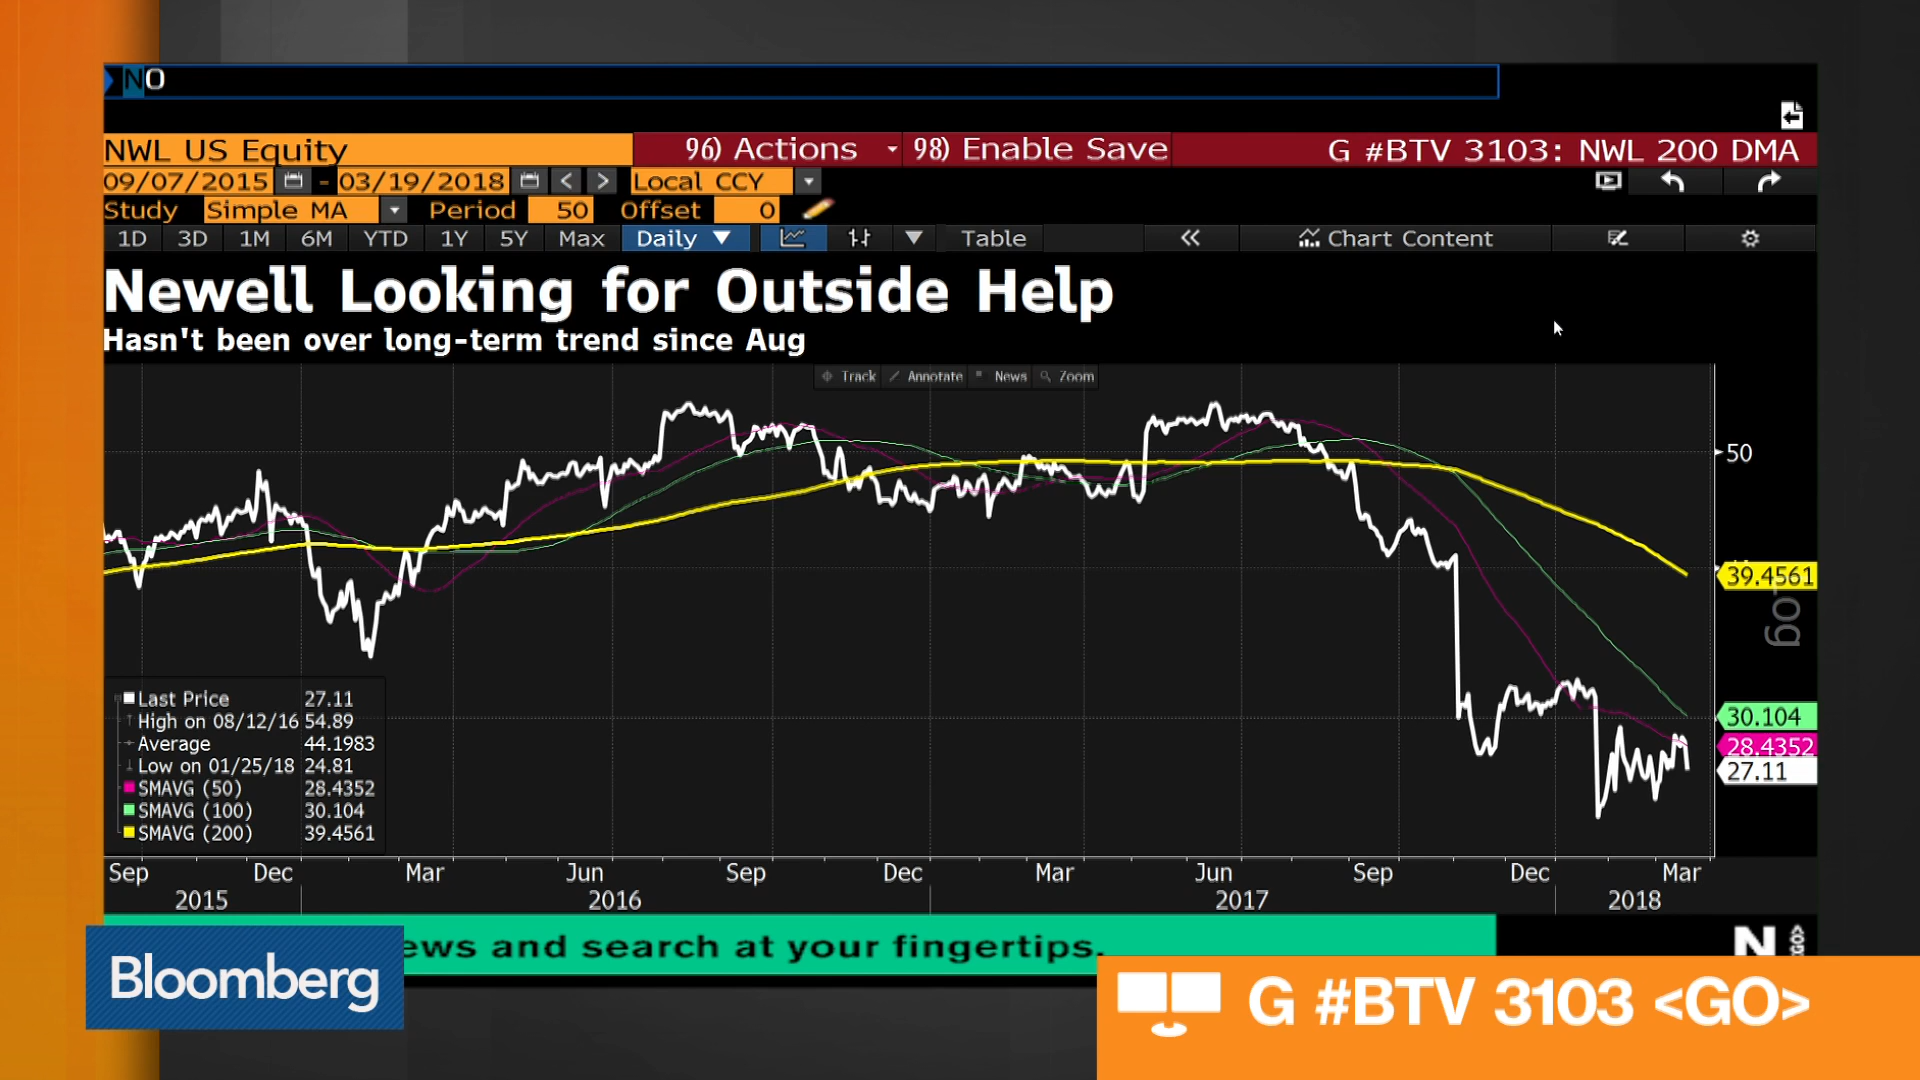 NO
NWL US Equity 96) Actions 98) Enable Save G #BTV 3103: NWL 200 DMA
09/07/2015 - 03/19/2018 < > Local CCY
Study Simple MA Period 50 Offset 0
1D 3D 1M 6M YTD 1Y 5Y Max Daily ▼ Table « Chart Content
Newell Looking for Outside Help
Hasn't been over long-term trend since Aug
Track Annotate News Zoom
50
39.4561
30.104
28.4352
27.11
Last Price 27.11
High on 08/12/16 54.89
Average 44.1983
Low on 01/25/18 24.81
SMAVG (50) 28.4352
SMAVG (100) 30.104
SMAVG (200) 39.4561
Sep Dec Mar Jun Sep Dec Mar Jun Sep Dec Mar
2015 2016 2017 2018
ews and search at your fingertips.
N
Bloomberg
G #BTV 3103 <GO>